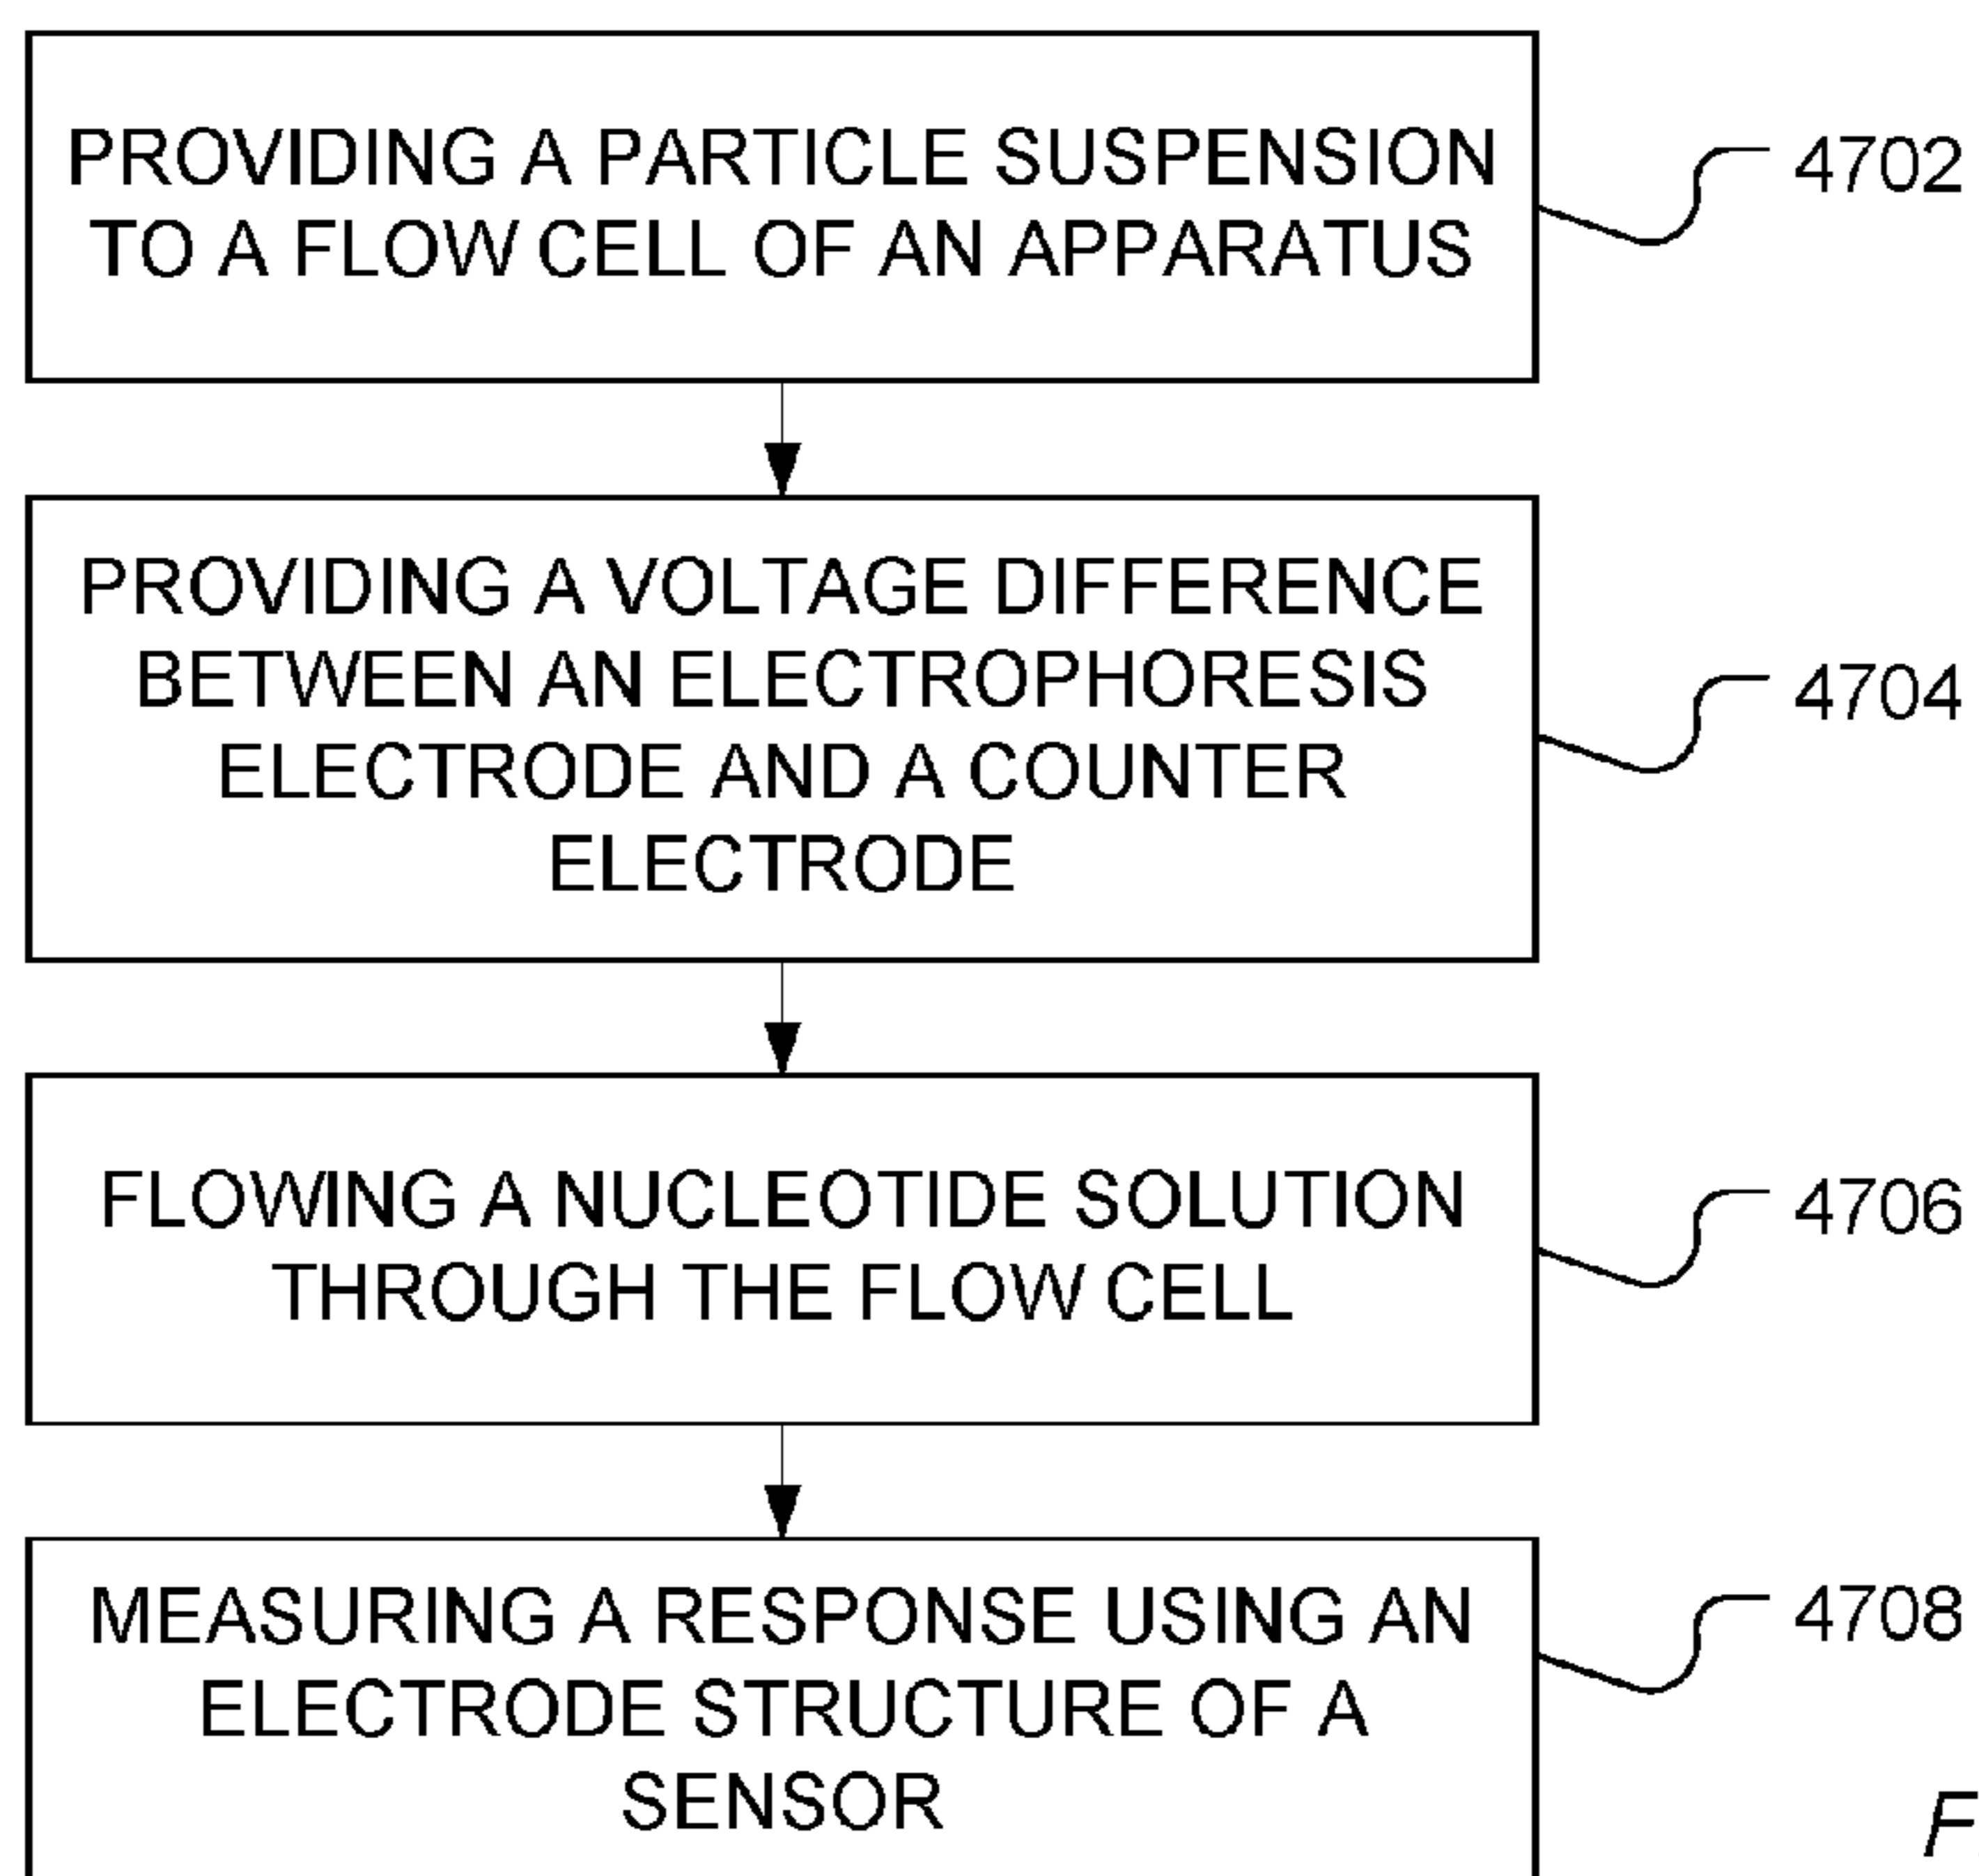 PROVIDING A PARTICLE SUSPENSION
TO A FLOW CELL OF AN APPARATUS
4702
PROVIDING A VOLTAGE DIFFERENCE
BETWEEN AN ELECTROPHORESIS
ELECTRODE AND A COUNTER
ELECTRODE
4704
FLOWING A NUCLEOTIDE SOLUTION
THROUGH THE FLOW CELL
4706
MEASURING A RESPONSE USING AN
ELECTRODE STRUCTURE OF A
SENSOR
4708
F